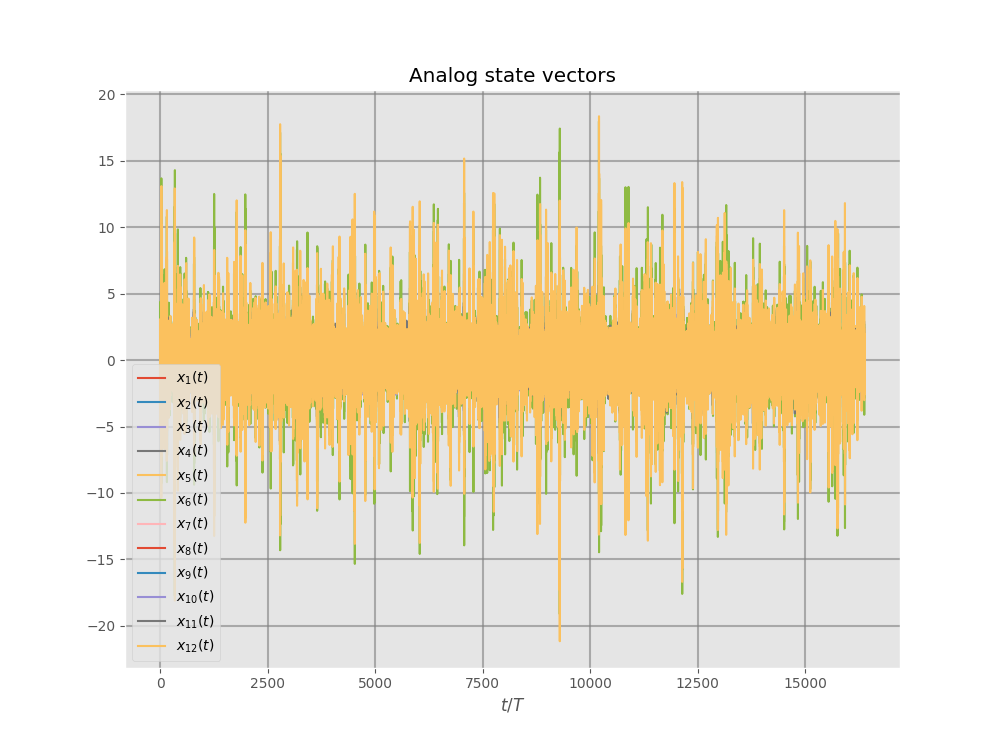 Analog state vectors
20
15
10
5
0
−5
−10
−15
−20
x₁(t)
x₂(t)
x₃(t)
x₄(t)
x₅(t)
x₆(t)
x₇(t)
x₈(t)
x₉(t)
x₁₀(t)
x₁₁(t)
x₁₂(t)
0 2500 5000 7500 10000 12500 15000
t/T